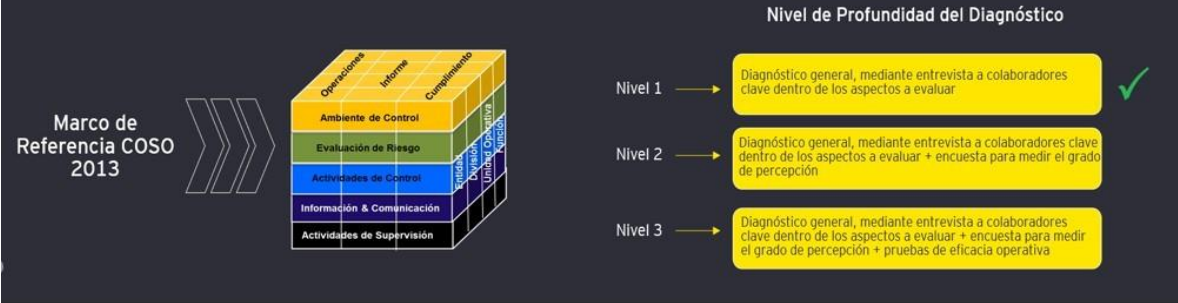 Nivel de Profundidad del Diagnóstico
Marco de
Referencia COSO
2013
Operaciones
Informe
Cumplimiento
Ambiente de Control
Evaluación de Riesgo
Actividades de Control
Información & Comunicación
Actividades de Supervisión
Entidad
División
Unidad Operativa
Función
Nivel 1
Diagnóstico general, mediante entrevista a colaboradores
clave dentro de los aspectos a evaluar
Nivel 2
Diagnóstico general, mediante entrevista a colaboradores clave
dentro de los aspectos a evaluar + encuesta para medir el grado
de percepción
Nivel 3
Diagnóstico general, mediante entrevista a colaboradores
clave dentro de los aspectos a evaluar + encuesta para medir
el grado de percepción + pruebas de eficacia operativa